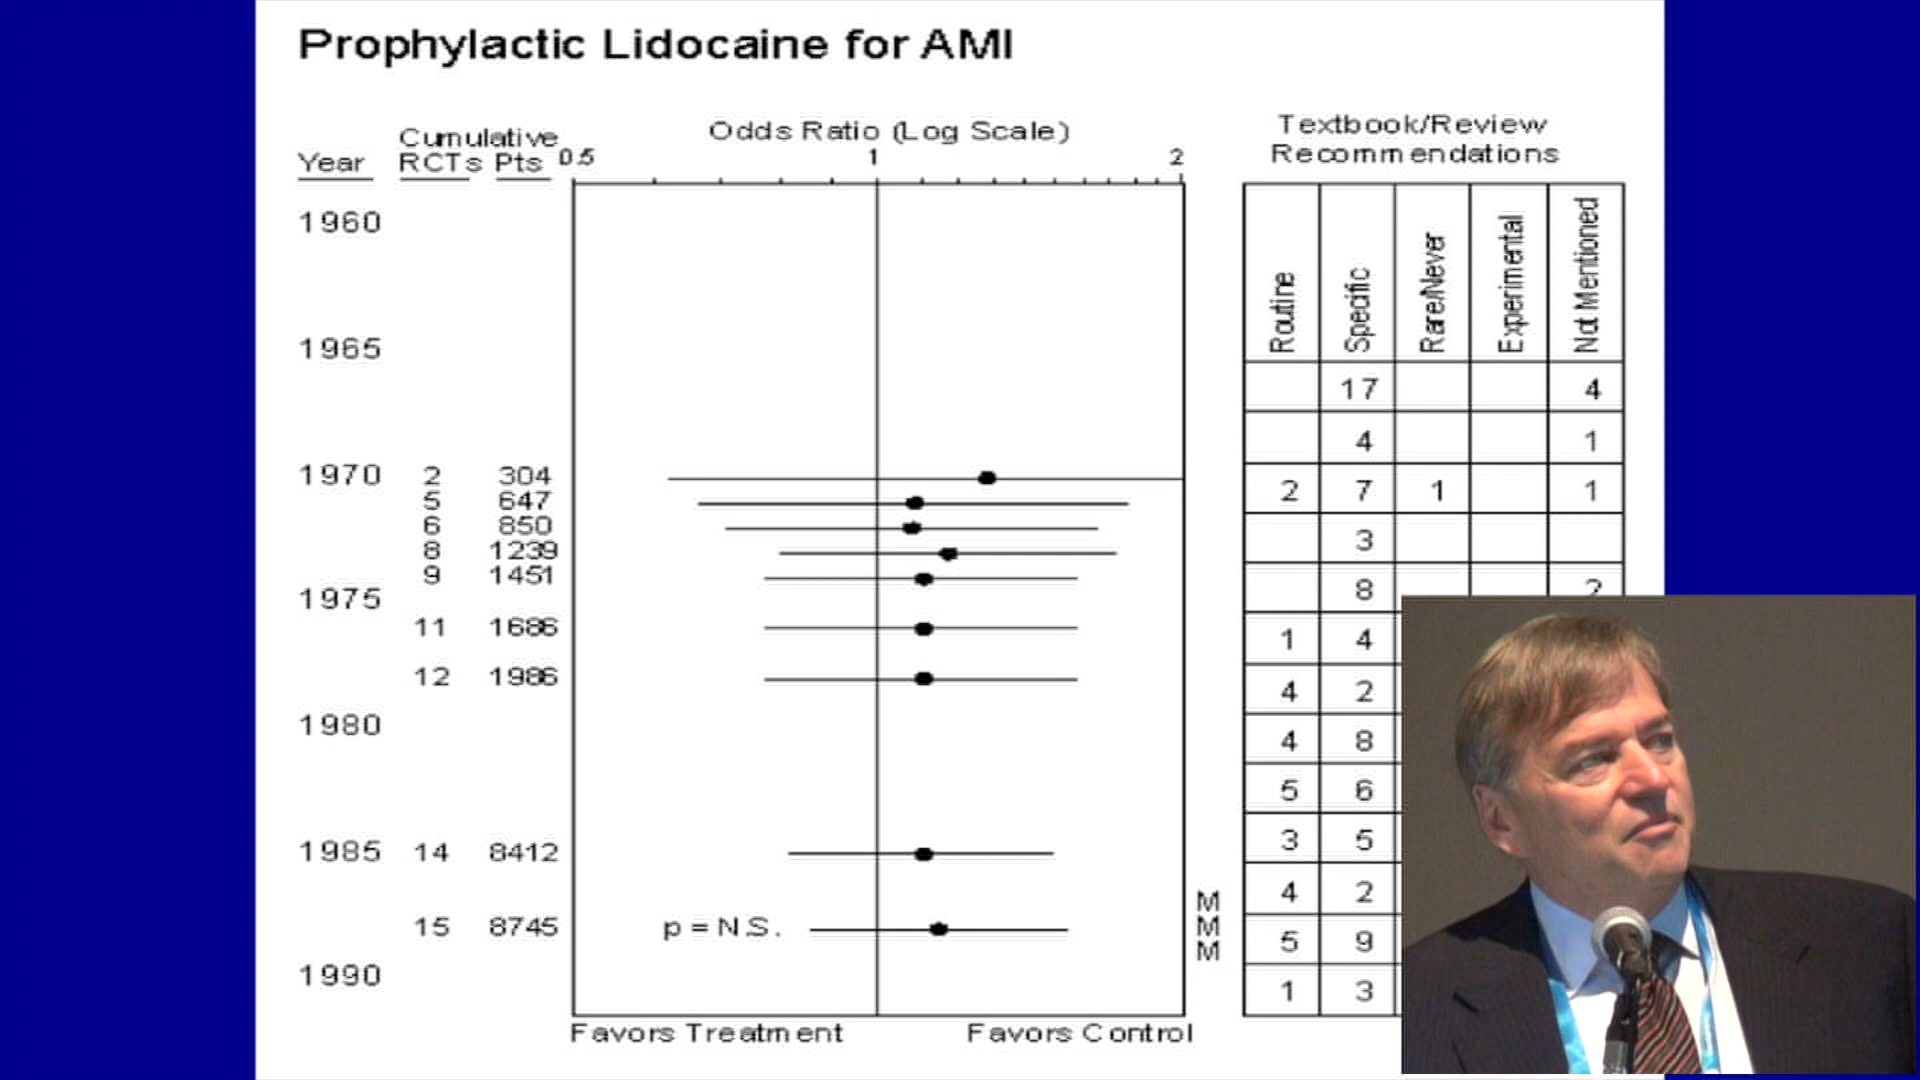 Prophylactic Lidocaine for AMI
Cumulative
Year RCTs Pts
Odds Ratio (Log Scale)
0.5 1 2
Textbook/Review
Recommendations
Routine Specific Rare/Never Experimental Not Mentioned
1960
1965
17 4
4 1
1970 2 304
2 7 1 1
5 647
6 850
3
8 1239
9 1451
8 2
1975
11 1686
1 4
12 1986
4 2
1980
4 8
5 6
1985 14 8412
3 5
4 2
M
15 8745 p = N.S. M
5 9
M
1990
1 3
Favors Treatment Favors Control